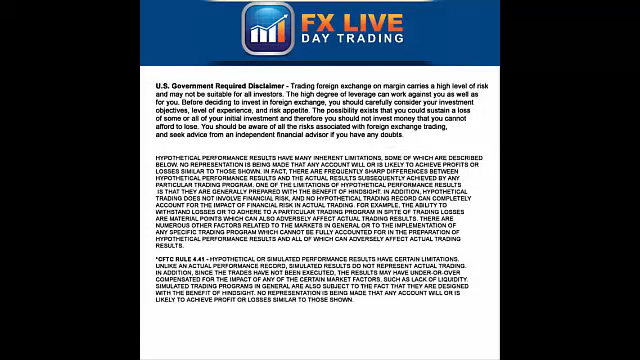 FX LIVE
DAY TRADING
U.S. Government Required Disclaimer - Trading foreign exchange on margin carries a high level of risk
and may not be suitable for all investors. The high degree of leverage can work against you as well as
for you. Before deciding to invest in foreign exchange, you should carefully consider your investment
objectives, level of experience, and risk appetite. The possibility exists that you could sustain a loss
of some or all of your initial investment and therefore you should not invest money that you cannot
afford to lose. You should be aware of all the risks associated with foreign exchange trading,
and seek advice from an independent financial advisor if you have any doubts.
HYPOTHETICAL PERFORMANCE RESULTS HAVE MANY INHERENT LIMITATIONS, SOME OF WHICH ARE DESCRIBED
BELOW. NO REPRESENTATION IS BEING MADE THAT ANY ACCOUNT WILL OR IS LIKELY TO ACHIEVE PROFITS OR
LOSSES SIMILAR TO THOSE SHOWN. IN FACT, THERE ARE FREQUENTLY SHARP DIFFERENCES BETWEEN
HYPOTHETICAL PERFORMANCE RESULTS AND THE ACTUAL RESULTS SUBSEQUENTLY ACHIEVED BY ANY
PARTICULAR TRADING PROGRAM. ONE OF THE LIMITATIONS OF HYPOTHETICAL PERFORMANCE RESULTS
IS THAT THEY ARE GENERALLY PREPARED WITH THE BENEFIT OF HINDSIGHT. IN ADDITION, HYPOTHETICAL
TRADING DOES NOT INVOLVE FINANCIAL RISK, AND NO HYPOTHETICAL TRADING RECORD CAN COMPLETELY
ACCOUNT FOR THE IMPACT OF FINANCIAL RISK IN ACTUAL TRADING. FOR EXAMPLE, THE ABILITY TO
WITHSTAND LOSSES OR TO ADHERE TO A PARTICULAR TRADING PROGRAM IN SPITE OF TRADING LOSSES
ARE MATERIAL POINTS WHICH CAN ALSO ADVERSELY AFFECT ACTUAL TRADING RESULTS. THERE ARE
NUMEROUS OTHER FACTORS RELATED TO THE MARKETS IN GENERAL OR TO THE IMPLEMENTATION OF
ANY SPECIFIC TRADING PROGRAM WHICH CANNOT BE FULLY ACCOUNTED FOR IN THE PREPARATION OF
HYPOTHETICAL PERFORMANCE RESULTS AND ALL OF WHICH CAN ADVERSELY AFFECT ACTUAL TRADING
RESULTS.
*CFTC RULE 4.41 - HYPOTHETICAL OR SIMULATED PERFORMANCE RESULTS HAVE CERTAIN LIMITATIONS.
UNLIKE AN ACTUAL PERFORMANCE RECORD, SIMULATED RESULTS DO NOT REPRESENT ACTUAL TRADING.
IN ADDITION, SINCE THE TRADES HAVE NOT BEEN EXECUTED, THE RESULTS MAY HAVE UNDER-OR-OVER
COMPENSATED FOR THE IMPACT OF ANY OF CERTAIN MARKET FACTORS, SUCH AS LACK OF LIQUIDITY.
SIMULATED TRADING PROGRAMS IN GENERAL ARE ALSO SUBJECT TO THE FACT THAT THEY ARE DESIGNED
WITH THE BENEFIT OF HINDSIGHT. NO REPRESENTATION IS BEING MADE THAT ANY ACCOUNT WILL OR IS
LIKELY TO ACHIEVE PROFIT OR LOSSES SIMILAR TO THOSE SHOWN.